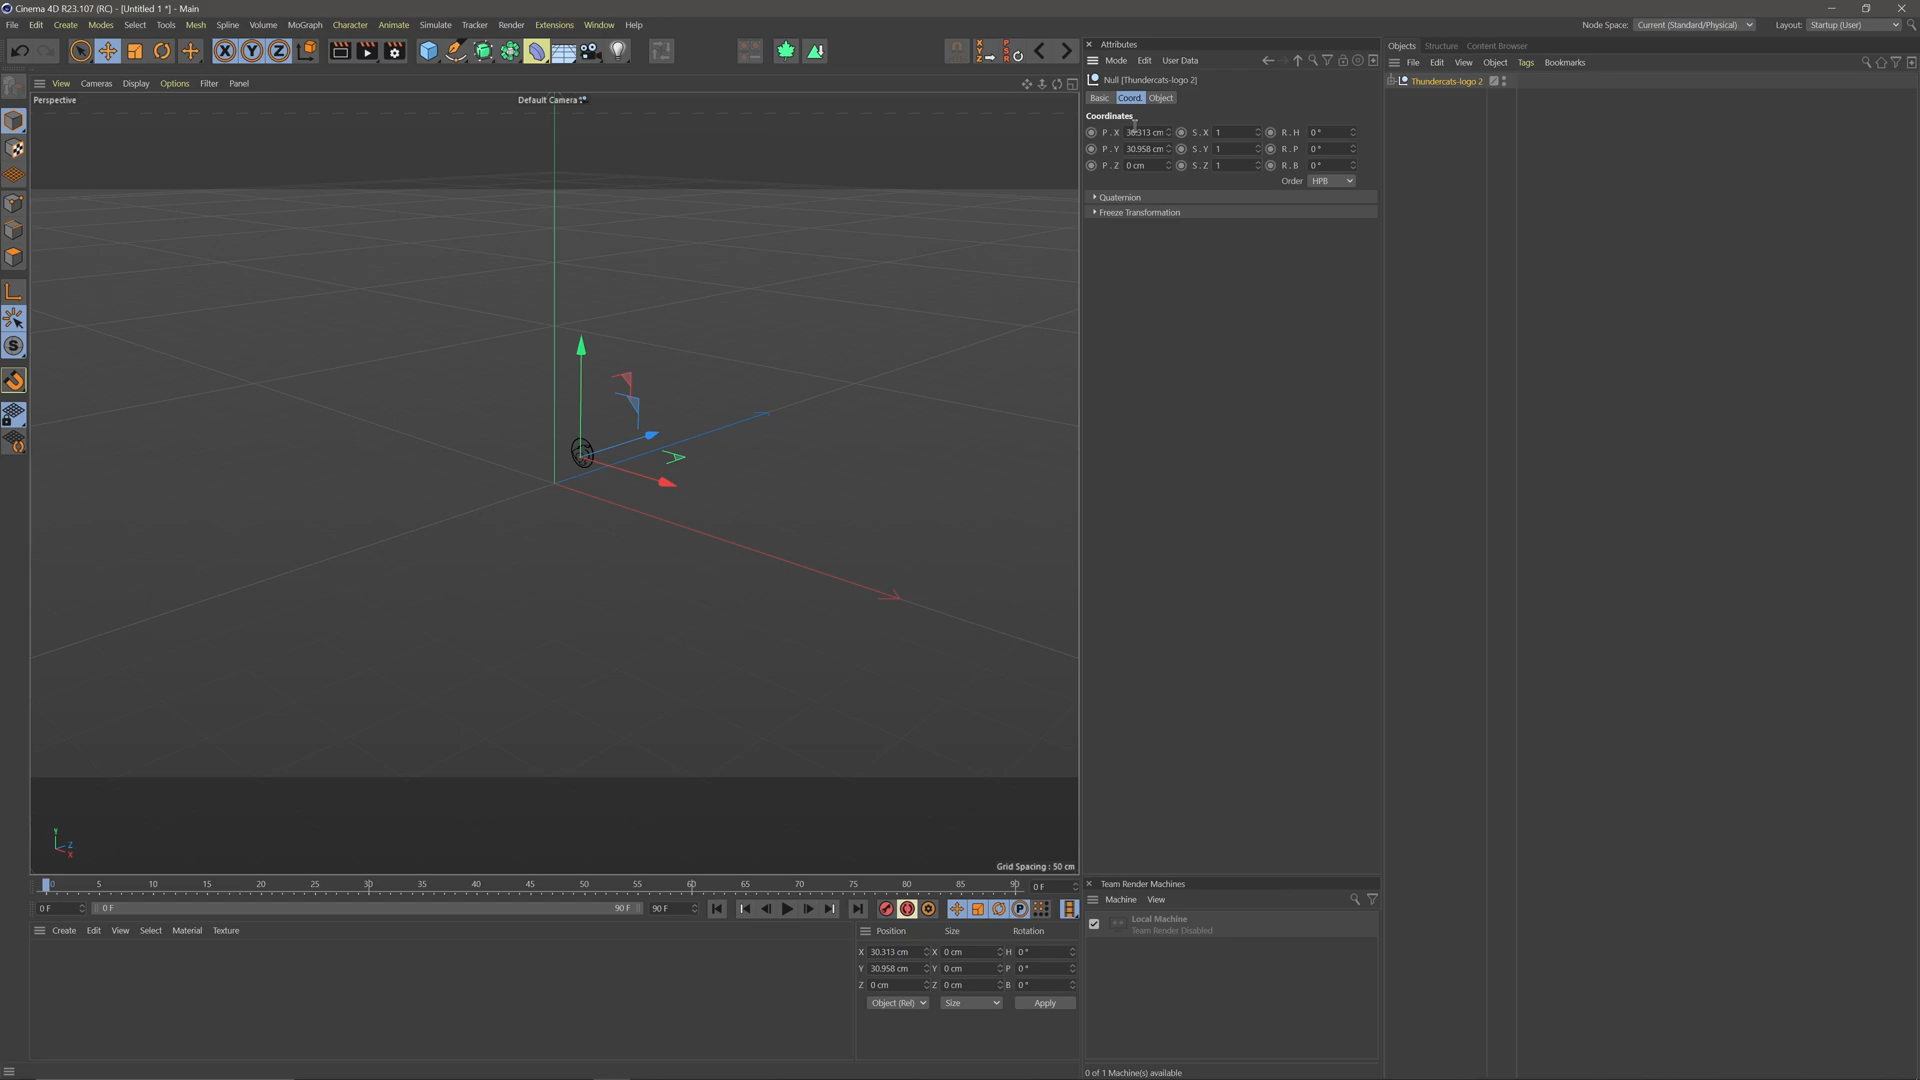 Cinema 4D R23.107 (RC) - [Untitled 1 *] - Main
File Edit Create Modes Select Tools Mesh Spline Volume MoGraph Character Animate Simulate Tracker Render Extensions Window Help
Node Space: Current (Standard/Physical) Layout: Startup (User)
View Cameras Display Options Filter Panel
Perspective Default Camera
Grid Spacing : 50 cm
Y
Z
X
0 5 10 15 20 25 30 35 40 45 50 55 60 65 70 75 80 85 90 0 F
0 F 0 F 90 F 90 F
Create Edit View Select Material Texture
Position Size Rotation
X 30.313 cm X 0 cm H 0 °
Y 30.958 cm Y 0 cm P 0 °
Z 0 cm Z 0 cm B 0 °
Object (Rel) Size Apply
Attributes
Mode Edit User Data
Null [Thundercats-logo 2]
Basic Coord. Object
Coordinates
P . X 30.313 cm S . X 1 R . H 0 °
P . Y 30.958 cm S . Y 1 R . P 0 °
P . Z 0 cm S . Z 1 R . B 0 °
Order HPB
Quaternion
Freeze Transformation
Team Render Machines
Machine View
Local Machine
Team Render Disabled
0 of 1 Machine(s) available
Objects Structure Content Browser
File Edit View Object Tags Bookmarks
Thundercats-logo 2